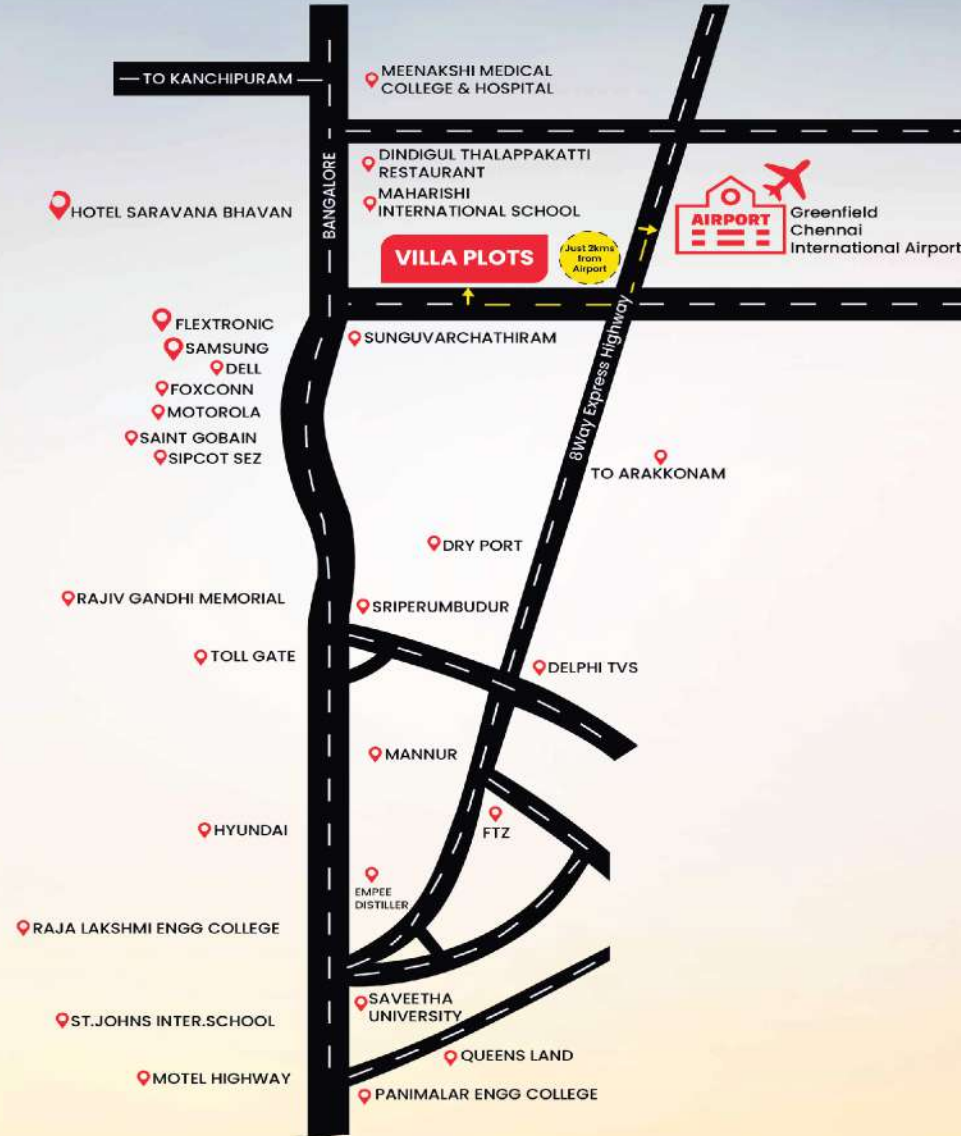 TO KANCHIPURAM
MEENAKSHI MEDICAL
COLLEGE & HOSPITAL
BANGALORE
DINDIGUL THALAPPAKATTI
RESTAURANT
MAHARISHI
INTERNATIONAL SCHOOL
HOTEL SARAVANA BHAVAN
AIRPORT
Greenfield
Chennai
International Airport
VILLA PLOTS
Just 2kms
from
Airport
8Way Express Highway
FLEXTRONIC
SUNGUVARCHATHIRAM
SAMSUNG
DELL
FOXCONN
MOTOROLA
SAINT GOBAIN
SIPCOT SEZ
TO ARAKKONAM
DRY PORT
RAJIV GANDHI MEMORIAL
SRIPERUMBUDUR
TOLL GATE
DELPHI TVS
MANNUR
HYUNDAI
FTZ
EMPEE
DISTILLER
RAJA LAKSHMI ENGG COLLEGE
SAVEETHA
UNIVERSITY
ST.JOHNS INTER.SCHOOL
QUEENS LAND
MOTEL HIGHWAY
PANIMALAR ENGG COLLEGE